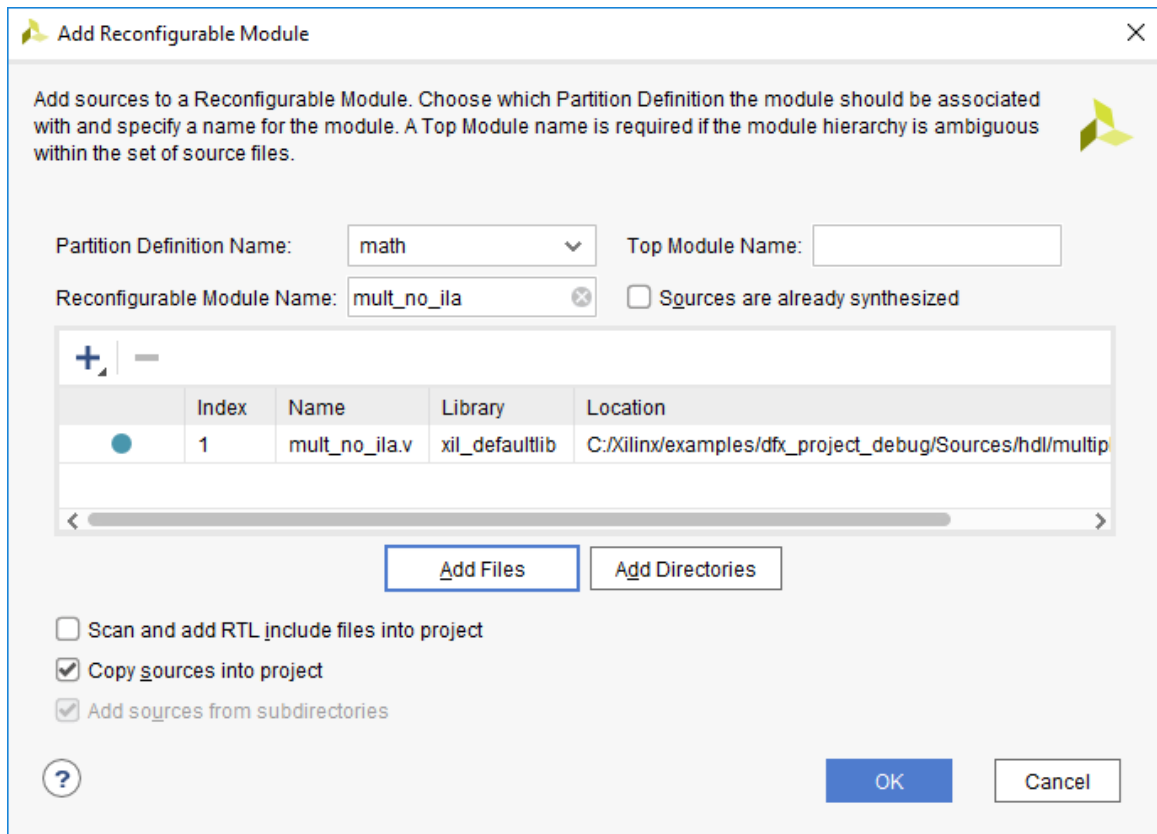 Add Reconfigurable Module
Add sources to a Reconfigurable Module. Choose which Partition Definition the module should be associated
with and specify a name for the module. A Top Module name is required if the module hierarchy is ambiguous
within the set of source files.
Partition Definition Name: math Top Module Name:
Reconfigurable Module Name: mult_no_ila Sources are already synthesized
Index Name Library Location
1 mult_no_ila.v xil_defaultlib C:/Xilinx/examples/dfx_project_debug/Sources/hdl/multipl
Add Files Add Directories
Scan and add RTL include files into project
Copy sources into project
Add sources from subdirectories
? OK Cancel